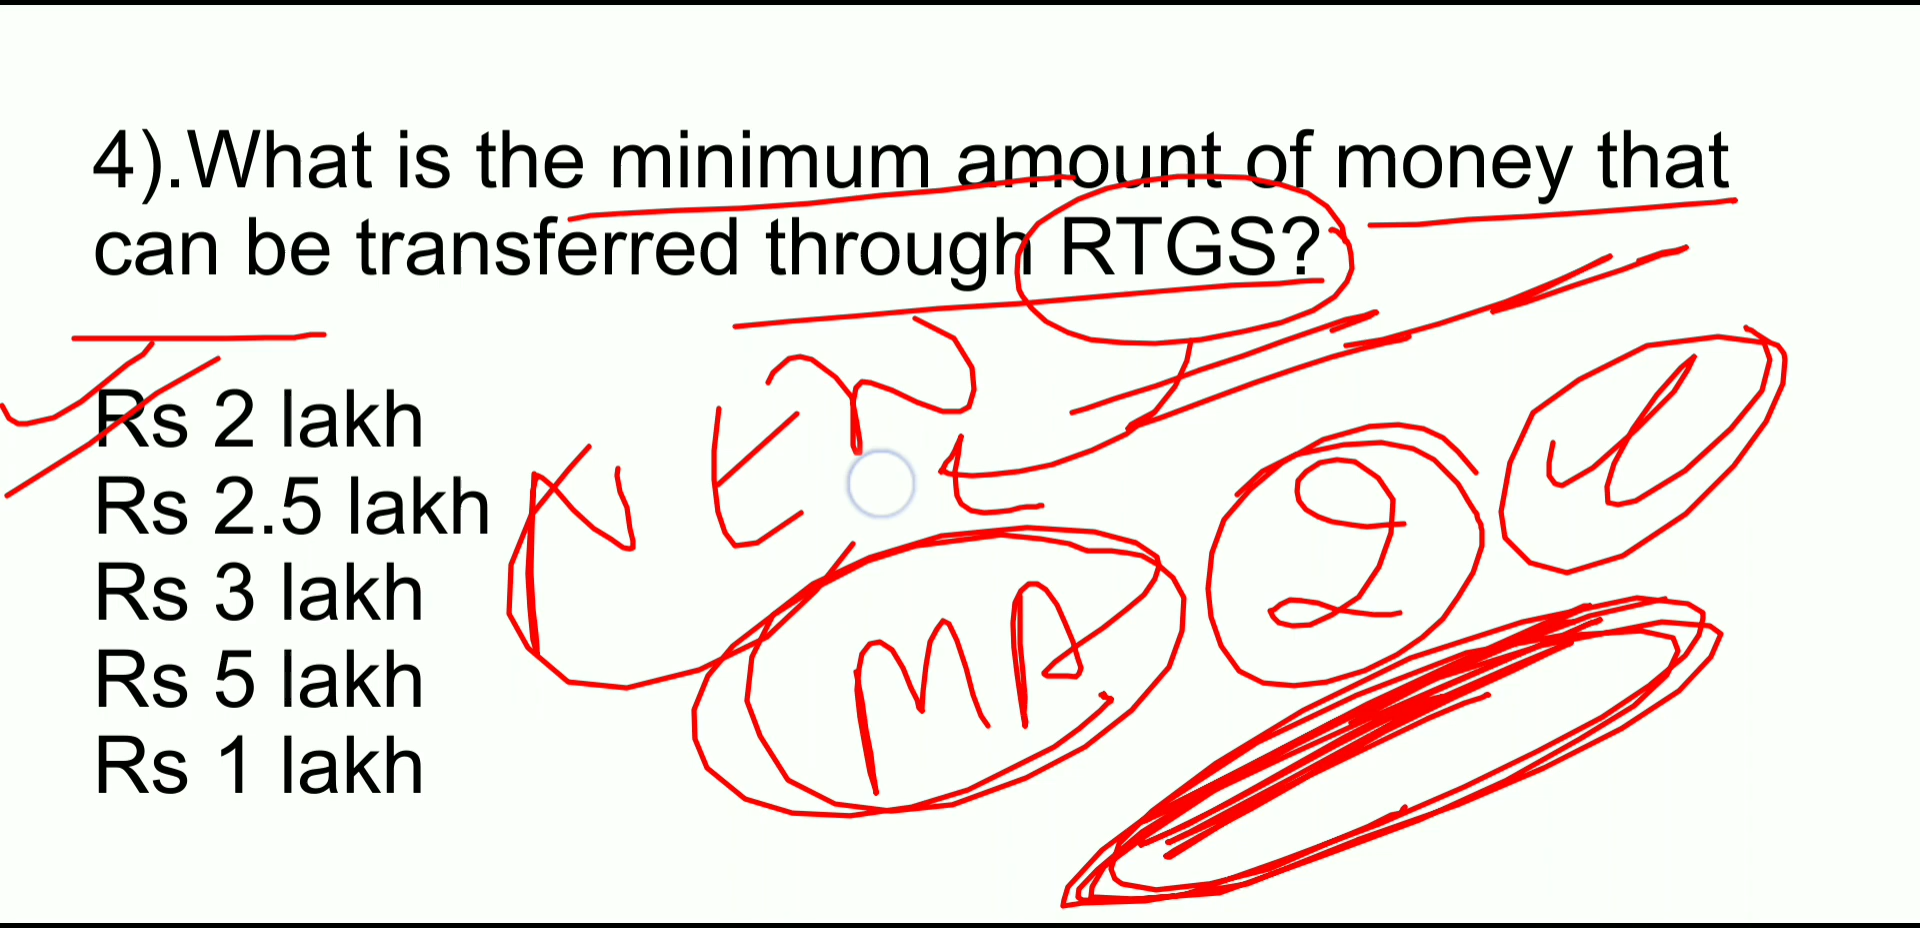 4).What is the minimum amount of money that
can be transferred through RTGS?
Rs 2 lakh
Rs 2.5 lakh
Rs 3 lakh
Rs 5 lakh
Rs 1 lakh
NE
MA
2